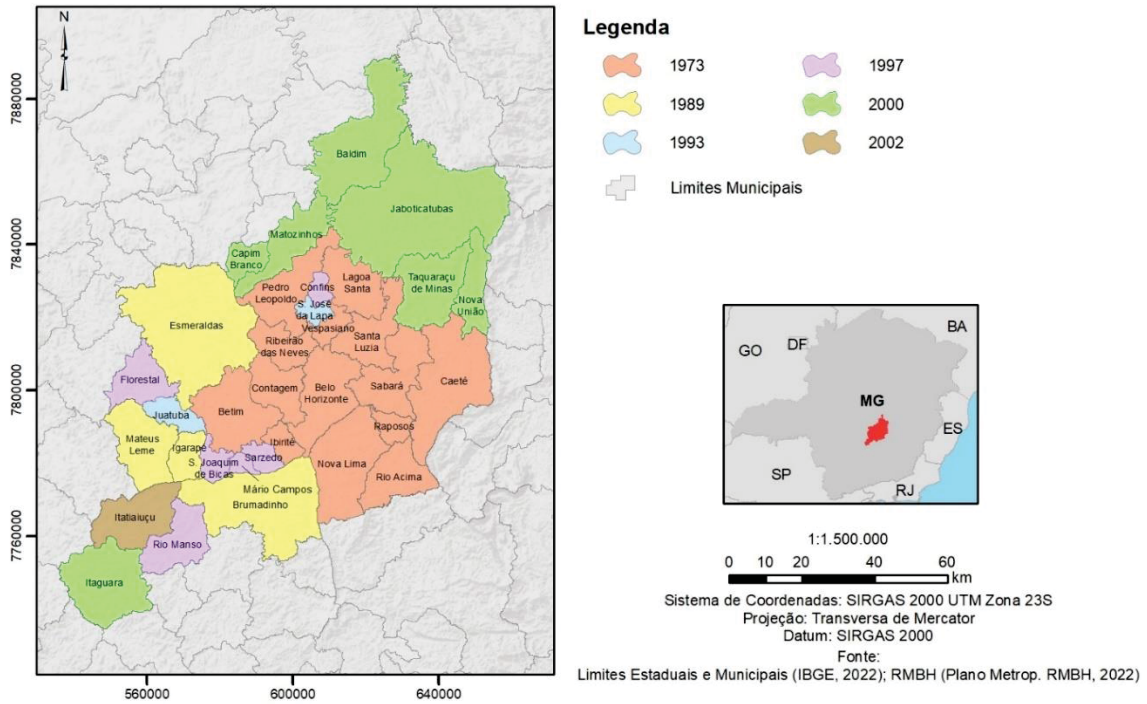 N
7880000
7840000
7800000
7760000
560000
600000
640000
Baldim
Jaboticatubas
Matozinhos
Capim
Branco
Taquaraçu
de Minas
Nova
União
Pedro
Leopoldo
Confins
Lagoa
Santa
S. José
da Lapa
Vespasiano
Esmeraldas
Ribeirão
das Neves
Santa
Luzia
Florestal
Contagem
Belo
Horizonte
Sabará
Caeté
Juatuba
Betim
Mateus
Leme
Igarapé
Ibirité
Raposos
S. Joaquim
de Bicas
Sarzedo
Nova Lima
Rio Acima
Mário Campos
Brumadinho
Itatiaiuçu
Rio Manso
Itaguara
Legenda
1973
1997
1989
2000
1993
2002
Limites Municipais
GO
DF
BA
MG
ES
SP
RJ
1:1.500.000
0 10 20 40 60
km
Sistema de Coordenadas: SIRGAS 2000 UTM Zona 23S
Projeção: Transversa de Mercator
Datum: SIRGAS 2000
Fonte:
Limites Estaduais e Municipais (IBGE, 2022); RMBH (Plano Metrop. RMBH, 2022)